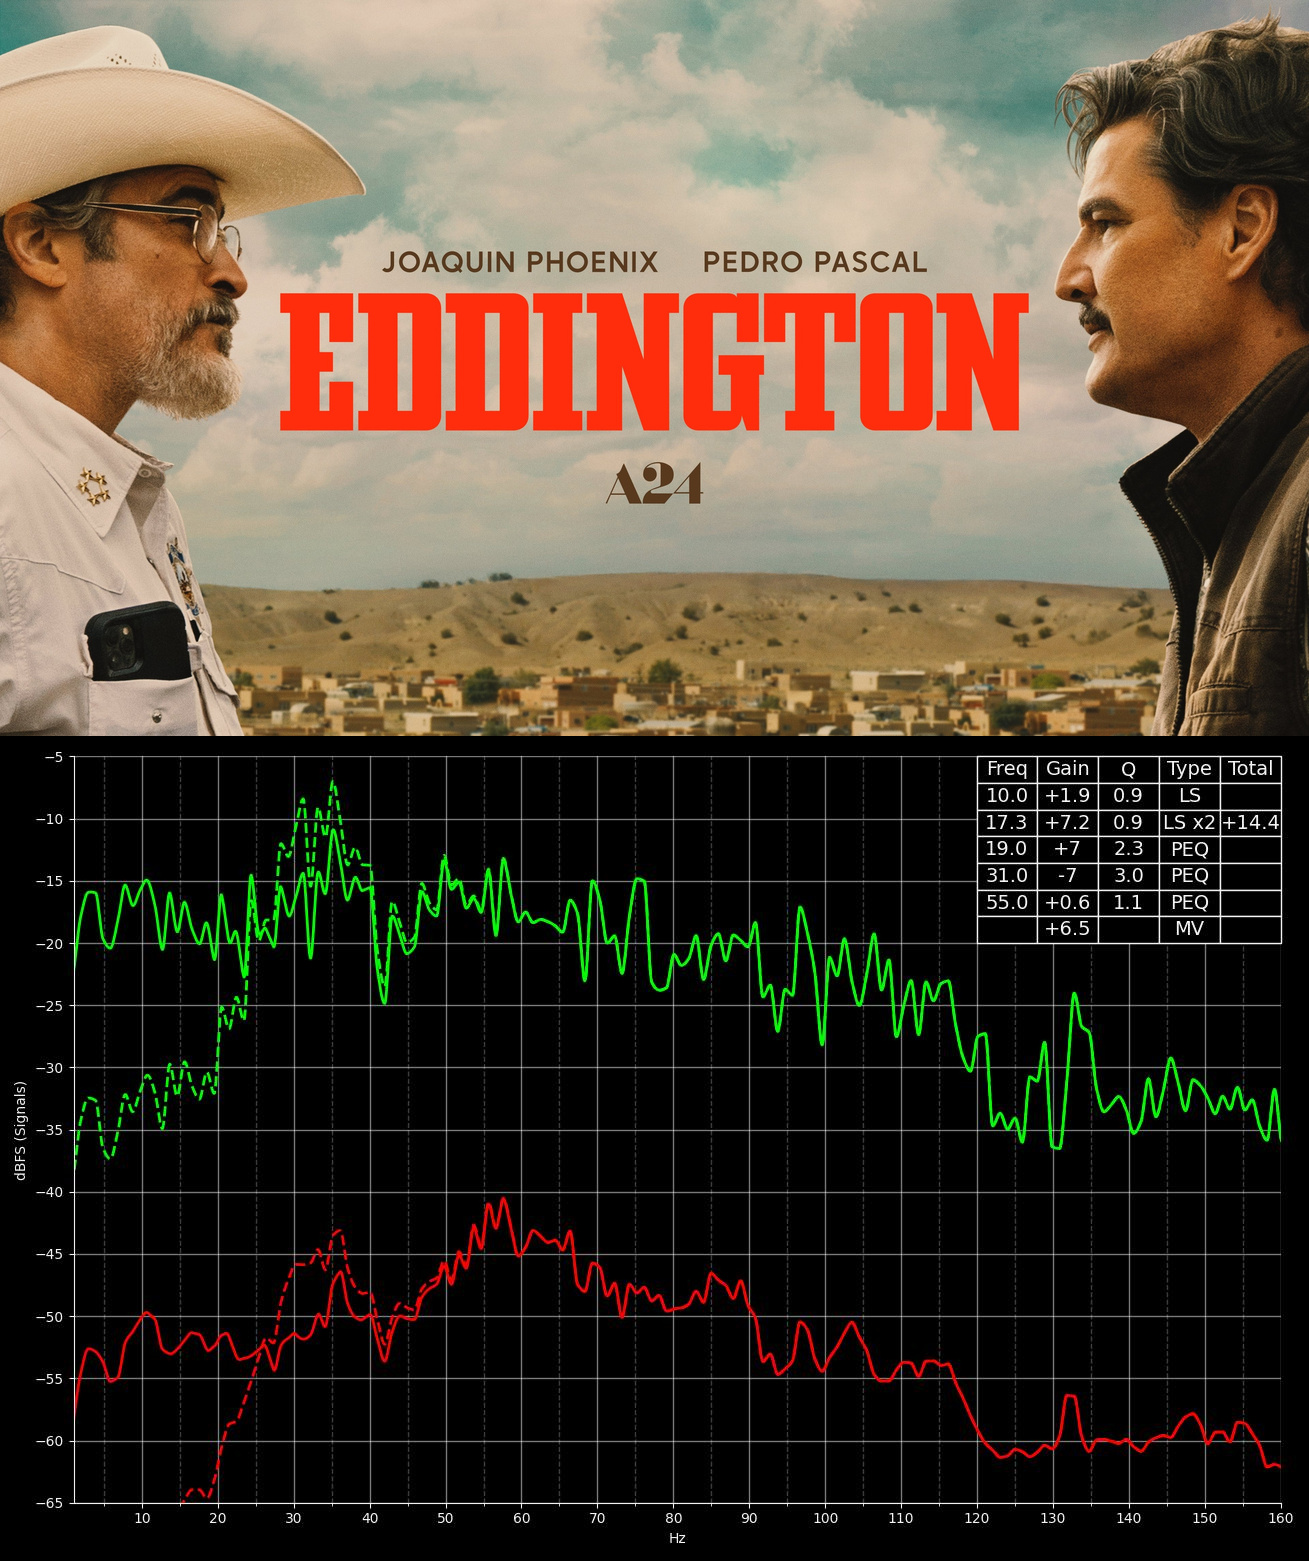 JOAQUIN PHOENIX PEDRO PASCAL
EDDINGTON
A24
Freq Gain Q Type Total
10.0 +1.9 0.9 LS
17.3 +7.2 0.9 LS x2 +14.4
19.0 +7 2.3 PEQ
31.0 -7 3.0 PEQ
55.0 +0.6 1.1 PEQ
+6.5 MV
−5
−10
−15
−20
−25
−30
−35
−40
−45
−50
−55
−60
−65
dBFS (Signals)
10 20 30 40 50 60 70 80 90 100 110 120 130 140 150 160
Hz